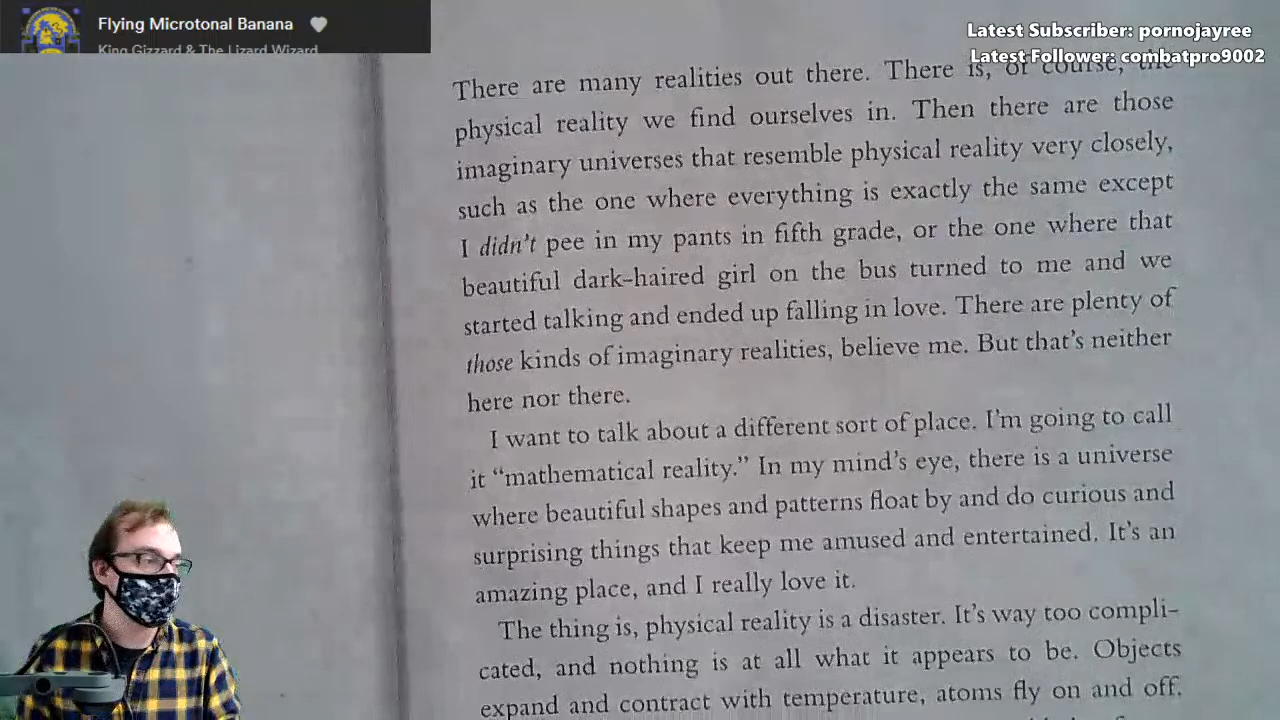 Flying Microtonal Banana
King Gizzard & The Lizard Wizard
Latest Subscriber: pornojayree
Latest Follower: combatpro9002
There are many realities out there. There is, of course, the
physical reality we find ourselves in. Then there are those
imaginary universes that resemble physical reality very closely,
such as the one where everything is exactly the same except
I didn't pee in my pants in fifth grade, or the one where that
beautiful dark-haired girl on the bus turned to me and we
started talking and ended up falling in love. There are plenty of
those kinds of imaginary realities, believe me. But that's neither
here nor there.
I want to talk about a different sort of place. I'm going to call
it “mathematical reality.” In my mind's eye, there is a universe
where beautiful shapes and patterns float by and do curious and
surprising things that keep me amused and entertained. It's an
amazing place, and I really love it.
The thing is, physical reality is a disaster. It's way too compli-
cated, and nothing is at all what it appears to be. Objects
expand and contract with temperature, atoms fly on and off.